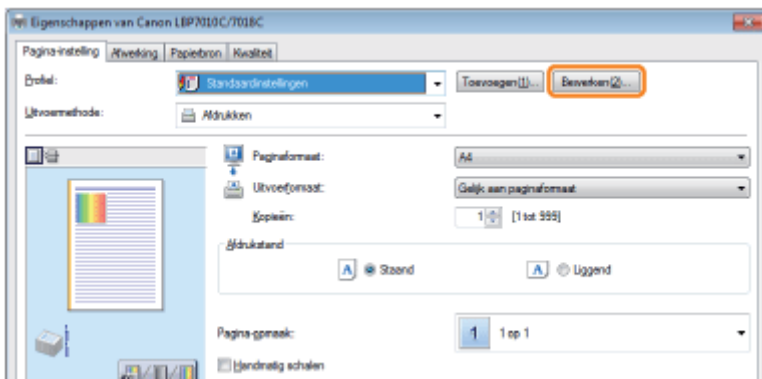 Eigenschappen van Canon LBP7010C/7018C
Pagina-instelling Afwerking Papierbron Kwaliteit
Profiel: Standaardinstellingen Toevoegen(1)... Bewerken(2)...
Uitvoermethode: Afdrukken
Paginaformaat: A4
Uitvoerformaat: Gelijk aan paginaformaat
Kopieën: 1 [1 tot 999]
Afdrukstand
A Staand A Liggend
Pagina-opmaak: 1 1 op 1
Handmatig schalen